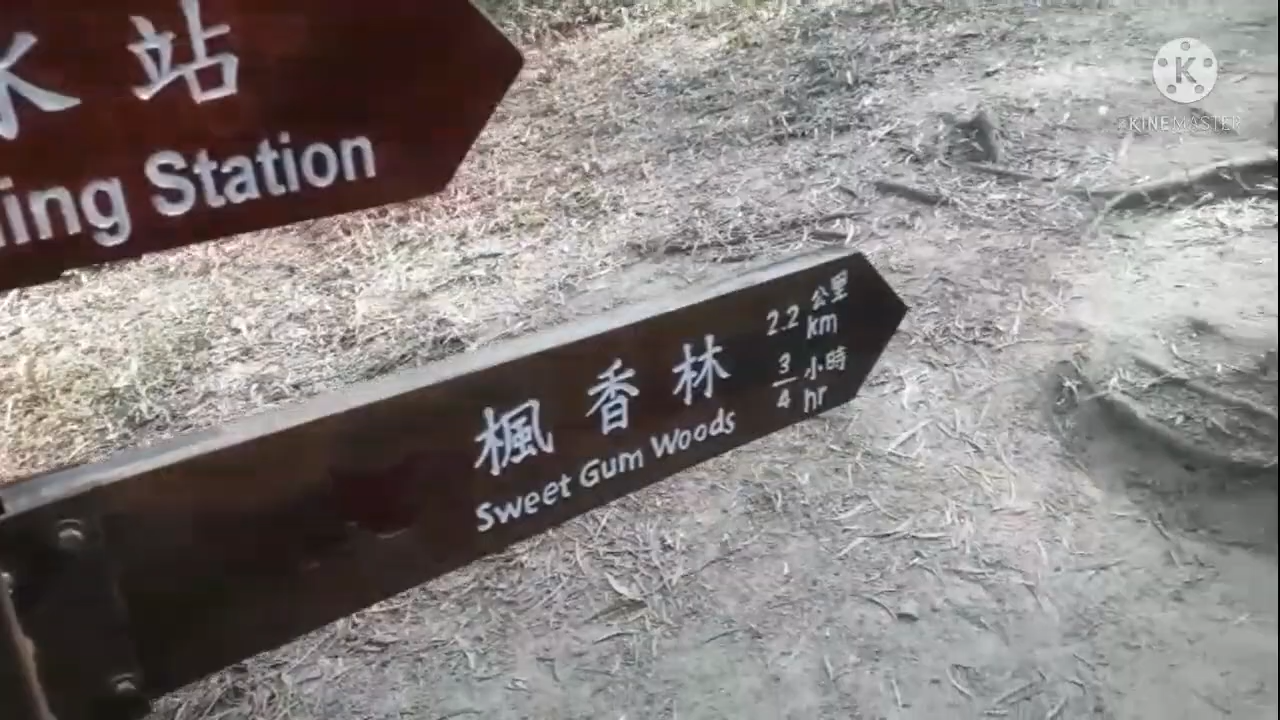 水站
ing Station
楓香林
Sweet Gum Woods
2.2 公里
km
3/4 小時
hr
K
KINEMASTER